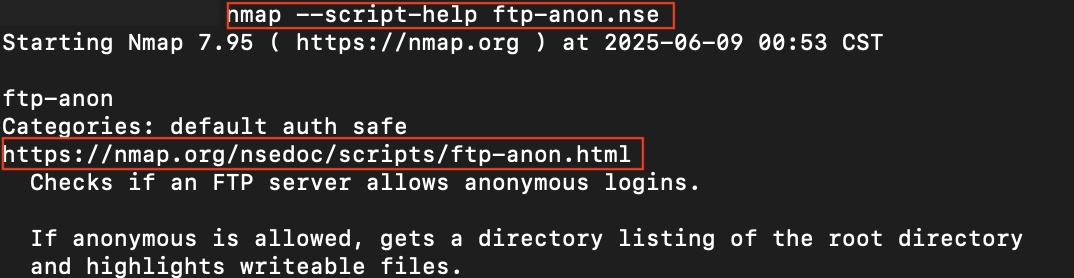 nmap --script-help ftp-anon.nse
Starting Nmap 7.95 ( https://nmap.org ) at 2025-06-09 00:53 CST
ftp-anon
Categories: default auth safe
https://nmap.org/nsedoc/scripts/ftp-anon.html
Checks if an FTP server allows anonymous logins.
If anonymous is allowed, gets a directory listing of the root directory
and highlights writeable files.